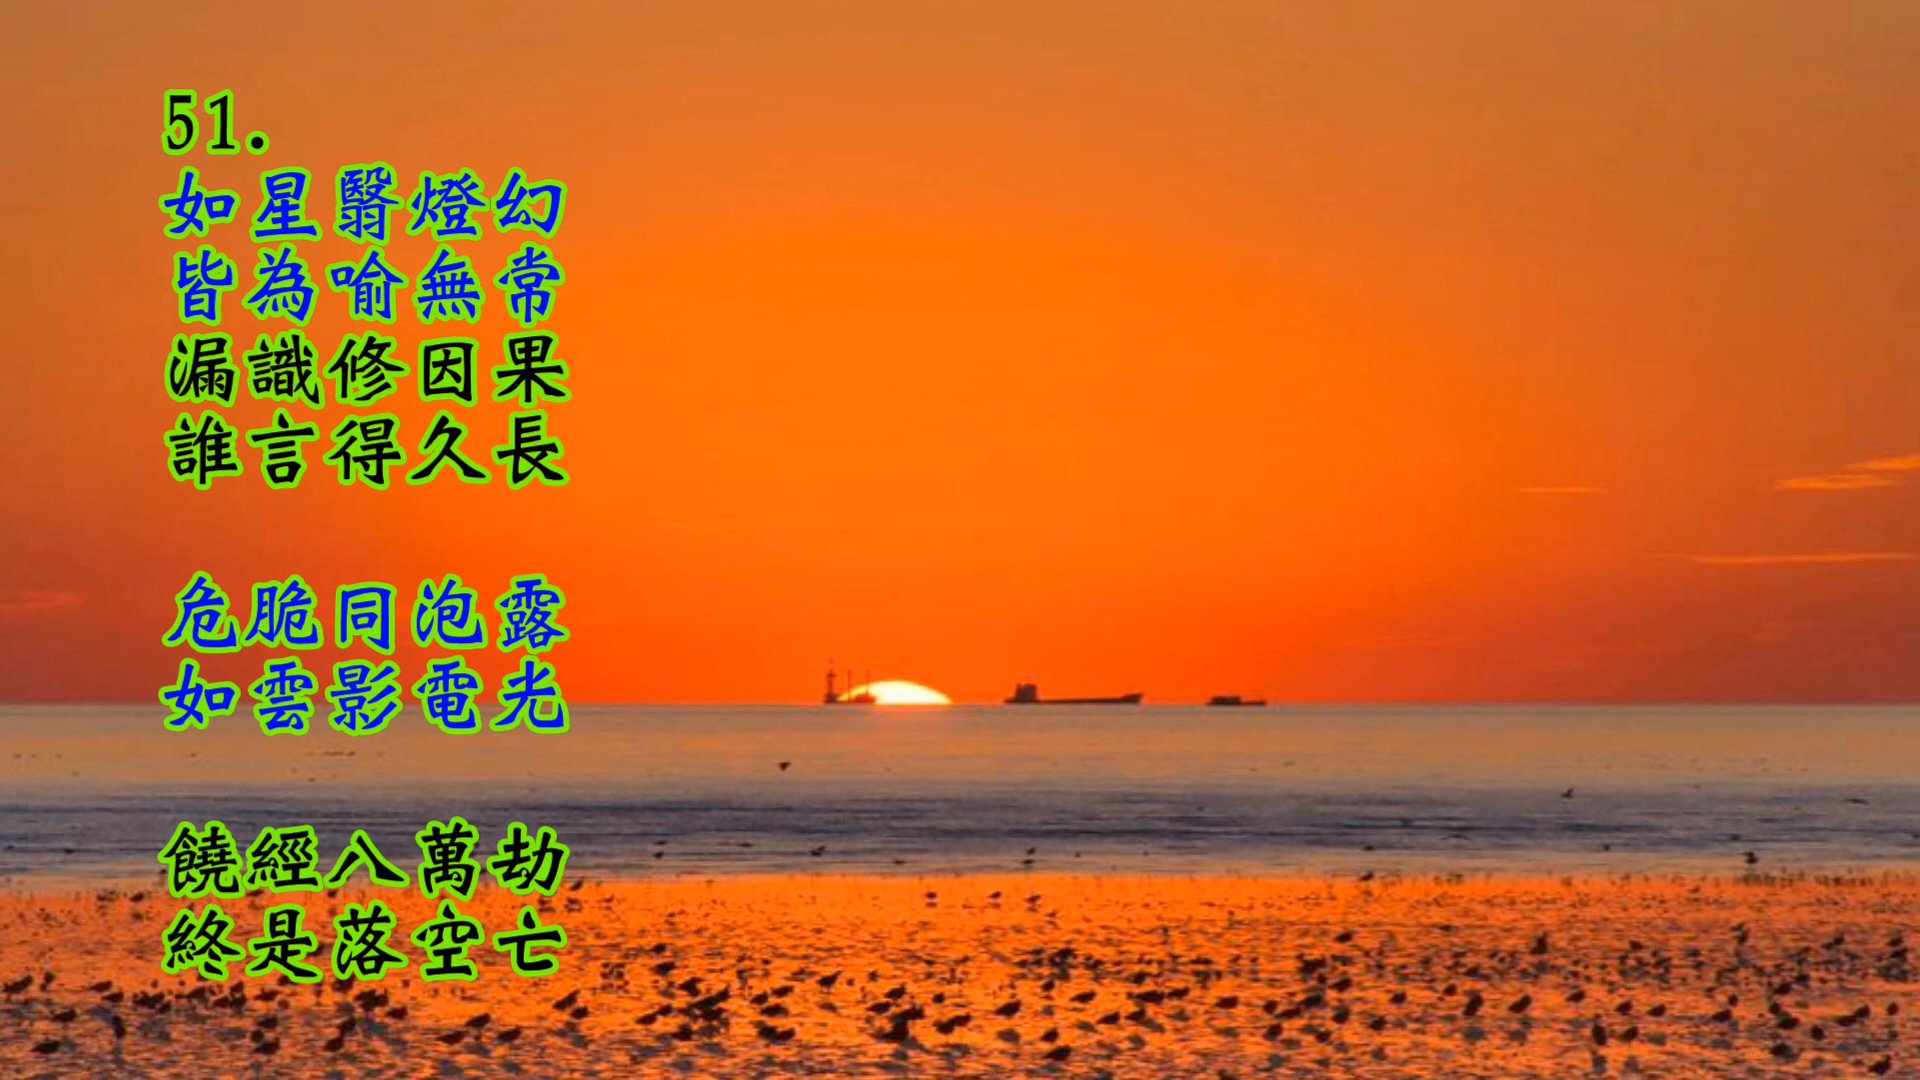 51.
如星翳燈幻
皆為喻無常
漏識修因果
誰言得久長
危脆同泡露
如雲影電光
饒經八萬劫
終是落空亡